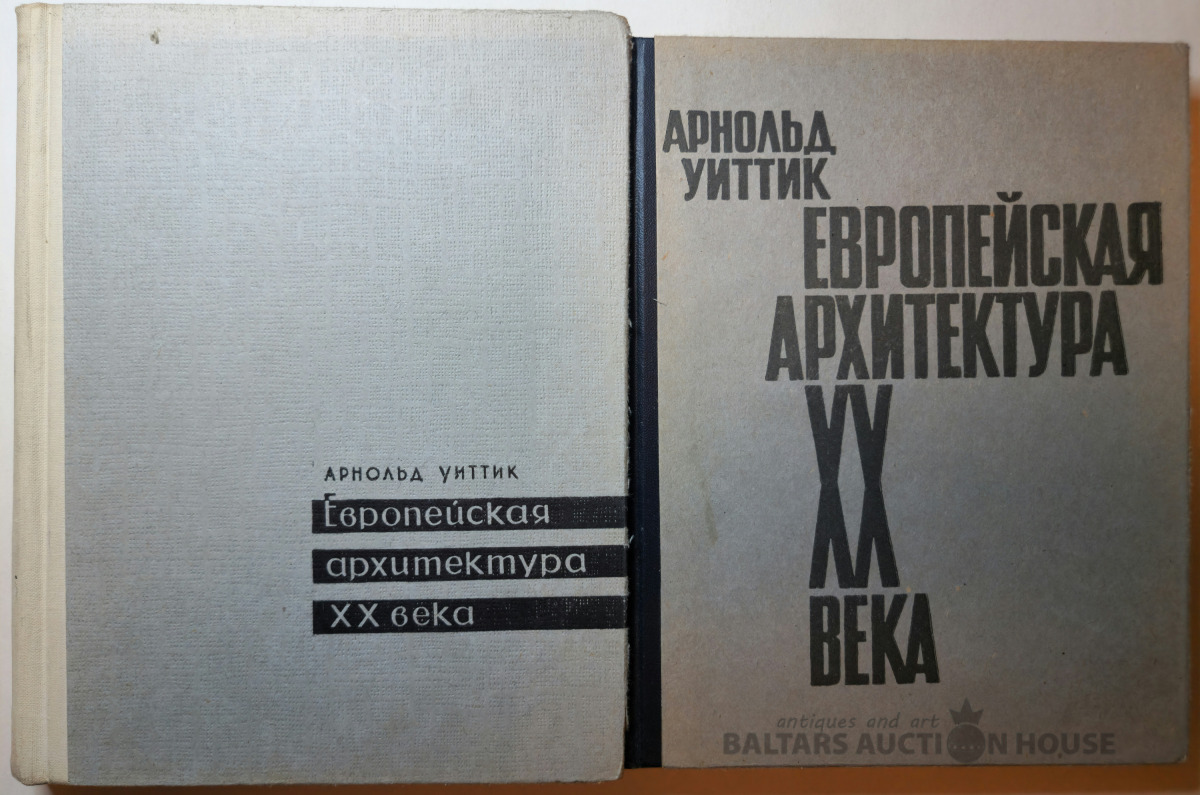 АРНОЛЬД УИТТИК
Европейская
архитектура
XX века
АРНОЛЬД
УИТТИК
ЕВРОПЕЙСКАЯ
АРХИТЕКТУРА
XX
ВЕКА
antiques and art
BALTARS AUCTION HOUSE